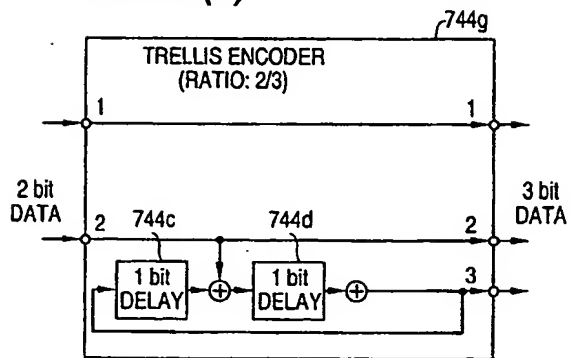 744g
TRELLIS ENCODER
(RATIO: 2/3)
1 1
2 bit
DATA
3 bit
DATA
2 744c 744d 2
1 bit
DELAY
1 bit
DELAY
3